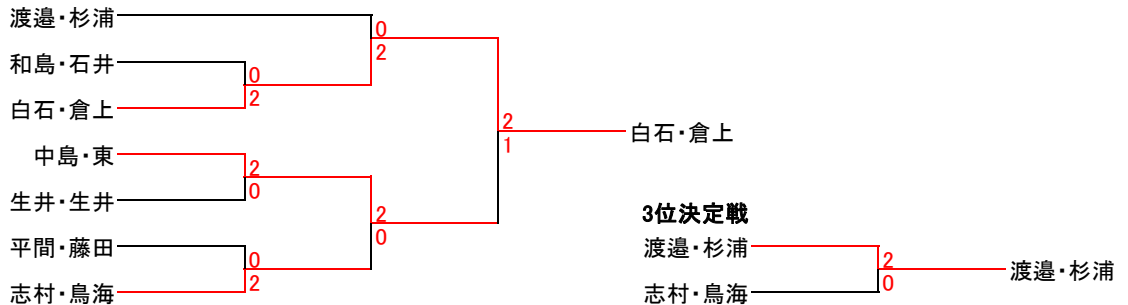 渡邉・杉浦
0
2
和島・石井
0
2
白石・倉上
2
1
白石・倉上
中島・東
2
0
生井・生井
2
0
3位決定戦
平間・藤田
0
2
志村・鳥海
渡邉・杉浦
2
0
渡邉・杉浦
志村・鳥海